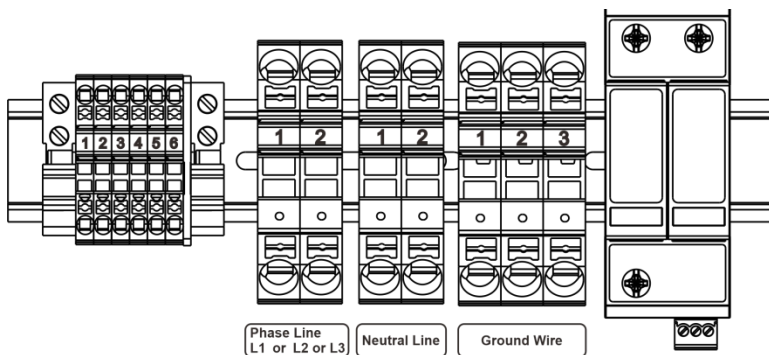 1 2 3 4 5 6
1 2
1 2
1 2 3
Phase Line
L1 or L2 or L3
Neutral Line
Ground Wire